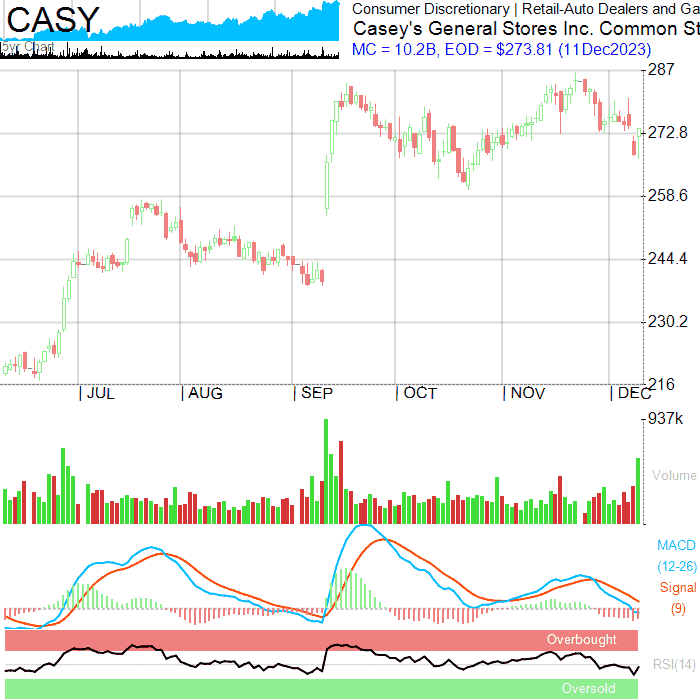 CASY
5yr Chart
Consumer Discretionary | Retail-Auto Dealers and Ga
Casey's General Stores Inc. Common St
MC = 10.2B, EOD = $273.81 (11Dec2023)
287
272.8
258.6
244.4
230.2
216
| JUL | AUG | SEP | OCT | NOV | DEC
937k
Volume
MACD
(12-26)
Signal
(9)
Overbought
RSI(14)
Oversold